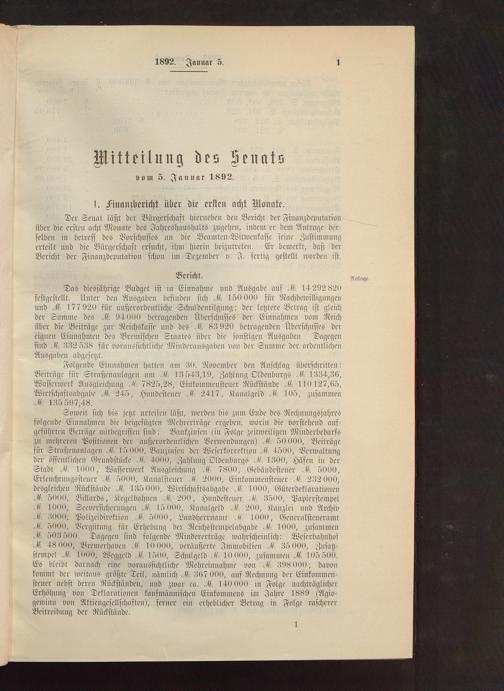 1892. Januar 5. 1
Mitteilung des Senats
vom 5. Januar 1892.
1. Finanzbericht über die ersten acht Monate.
Der Senat läßt der Bürgerschaft hierneben den Bericht der Finanzdeputation
über die ersten acht Monate des Jahreshaushalts zugehen, indem er dem Antrage der-
selben in betreff des Vorschusses an die Beamten-Witwenkasse seine Zustimmung
erteilt und die Bürgerschaft ersucht, ihm hierin beizutreten. Er bemerkt, daß der
Bericht der Finanzdeputation schon im Dezember v. J. fertig gestellt worden ist.
Anlage.
Bericht.
Das diesjährige Budget ist in Einnahme und Ausgabe auf ℳ 14 292 820
festgestellt. Unter den Ausgaben befinden sich ℳ 150 000 für Nachbewilligungen
und ℳ 177 920 für außerordentliche Schuldentilgung; der letztere Betrag ist gleich
der Summe des ℳ 94 000 betragenden Überschusses der Einnahmen vom Reich
über die Beiträge zur Reichskasse und des ℳ 83 920 betragenden Überschusses der
eignen Einnahmen des Bremischen Staates über die sonstigen Ausgaben Dagegen
sind ℳ 332 538 für voraussichtliche Minderausgaben von der Summe der ordentlichen
Ausgaben abgesetzt.
Folgende Einnahmen hatten am 30. November den Anschlag überschritten:
Beiträge für Straßenanlagen um ℳ 13 543,19, Zahlung Oldenburgs ℳ 1334,36,
Wasserwerk Ausgleichung ℳ 7825,28, Einkommensteuer Rückstände ℳ 110 127,65,
Wirtschaftsabgabe ℳ 245, Hundesteuer ℳ 2417, Kanalgeld ℳ 105, zusammen
ℳ 135 597,48.
Soweit sich bis jetzt urteilen läßt, werden bis zum Ende des Rechnungsjahres
folgende Einnahmen die beigefügten Mehrerträge ergeben, worin die vorstehend auf-
geführten Beträge mitbegriffen sind: Bankzinsen (in Folge zeitweiligen Minderbedarfs
zu mehreren Positionen der außerordentlichen Verwendung) ℳ 50 000, Beiträge
für Straßenanlagen ℳ 15 000, Bauzinsen der Weserkorrektion ℳ 4500, Verwaltung
der öffentlichen Grundstücke ℳ 4000, Zahlung Oldenburgs ℳ 1300, Häfen in der
Stadt ℳ 1000, Wasserwerk Ausgleichung ℳ 7800, Gebäudesteuer ℳ 5000,
Erleuchtungssteuer ℳ 5000, Kanalsteuer ℳ 2000, Einkommensteuer ℳ 232 000,
desgleichen Rückstände ℳ 135 000, Wirtschaftsabgabe ℳ 1000, Güterdeklarationen
ℳ 5000, Billards, Kegelbahnen ℳ 200, Hundesteuer ℳ 3500, Papierstempel
ℳ 1000, Seeversicherungen ℳ 15 000, Kanalgeld ℳ 200, Kanzlei und Archiv
ℳ 3000, Polizeidirektion ℳ 5000, Landherrnamt ℳ 1000, Generalsteueramt
ℳ 5000, Vergütung für Erhebung der Reichsstempelabgabe ℳ 1000, zusammen
ℳ 503 500. Dagegen sind folgende Mindererträge wahrscheinlich: Weserbahnhof
ℳ 48 000, Bremerhaven ℳ 10 000, veräußerte Immobilien ℳ 35 000,
stempel ℳ 1000, Weggeld ℳ 1500, Schulgeld ℳ 10 000, zusammen ℳ 105 500.
Es bleibt darnach eine voraussichtliche Mehreinnahme von ℳ 398 000; davon
kommt der weitaus größte Teil, nämlich ℳ 367 000, auf Rechnung der Einkommen-
steuer nebst deren Rückständen, und zwar ca. ℳ 140 000 in Folge nachträglicher
Erhöhung von Deklarationen kaufmännischen Einkommens im Jahre 1889 (Agio-
gewinn von Aktiengesellschaften), ferner ein erheblicher Betrag in Folge rascherer
Beitreibung der Rückstände.
1